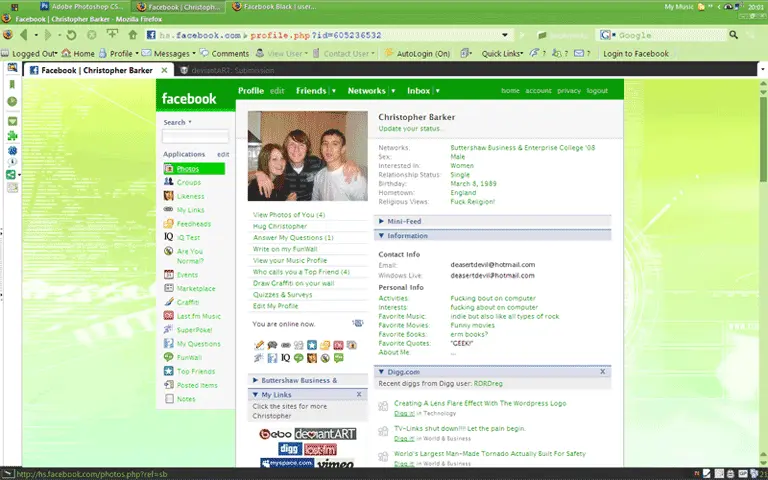 Adobe Photoshop CS...
Facebook | Christoph...
Facebook Black | user...
My Music
20:01
Facebook | Christopher Barker - Mozilla Firefox
hs.facebook.com profile.php?id=605236532
Bookmarks
Google
Logged Out
Home
Profile
Messages
Comments
View User
Contact User
AutoLogin (On)
Quick Links
Login to Facebook
Facebook | Christopher Barker
deviantART: Submission
facebook
Profile edit Friends Networks Inbox
home account privacy logout
Search
Applications edit
Photos
Groups
Likeness
My Links
Feedheads
iQ Test
Are You
Normal?
Events
Marketplace
Graffiti
Last.fm Music
SuperPoke!
My Questions
FunWall
Top Friends
Posted Items
Notes
View Photos of You (4)
Hug Christopher
Answer My Questions (1)
Write on my FunWall
View your Music Profile
Who calls you a Top Friend (4)
Draw Graffiti on your wall
Quizzes & Surveys
Edit My Profile
You are online now.
Buttershaw Business &
My Links X
Click the sites for more
Christopher
bebo deviantART
digg lost.fm
myspace.com vimeo
Christopher Barker
Update your status...
Networks: Buttershaw Business & Enterprise College '08
Sex: Male
Interested In: Women
Relationship Status: Single
Birthday: March 8, 1989
Hometown: England
Religious Views: Fuck Religion!
Mini-Feed
Information
Contact Info
Email: deasertdevil@hotmail.com
Windows Live: deasertdevil@hotmail.com
Personal Info
Activities: Fucking bout on computer
Interests: fucking about on computer
Favorite Music: indie but also like all types of rock
Favorite Movies: Funny movies
Favorite Books: erm books?
Favorite Quotes: "GEEK!"
About Me ...
Digg.com X
Recent diggs from Digg user: RDRDreg
Creating A Lens Flare Effect With The Wordpress Logo
Digg it! in Technology
TV-Links shut down!!! Let the pain begin.
Digg it! in World & Business
World's Largest Man-Made Tornado Actually Built For Safety
Digg it! in World & Business
http://hs.facebook.com/photos.php?ref=sb